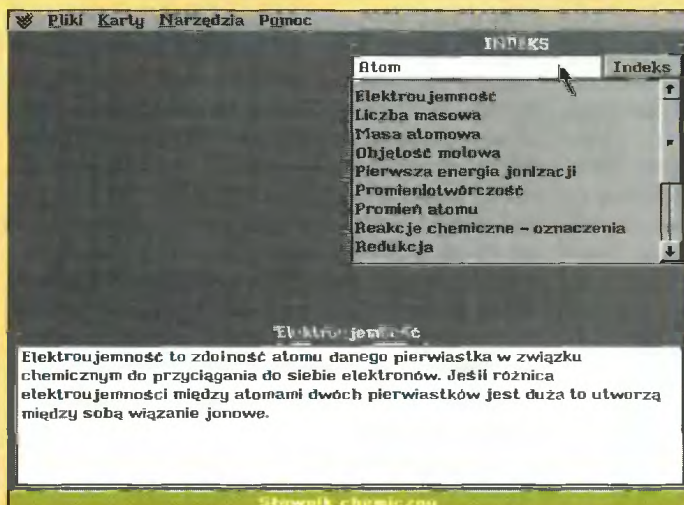 Pliki Karty Narzędzia Pomoc
INDEKS
Atom Indeks
Elektroujemność
Liczba masowa
Masa atomowa
Objętość molowa
Pierwsza energia jonizacji
Promieniotwórczość
Promień atomu
Reakcje chemiczne - oznaczenia
Redukcja
Elektroujemność
Elektroujemność to zdolność atomu danego pierwiastka w związku
chemicznym do przyciągania do siebie elektronów. Jeśli różnica
elektroujemności między atomami dwóch pierwiastków jest duża to utworzą
między sobą wiązanie jonowe.
Słownik chemiczny